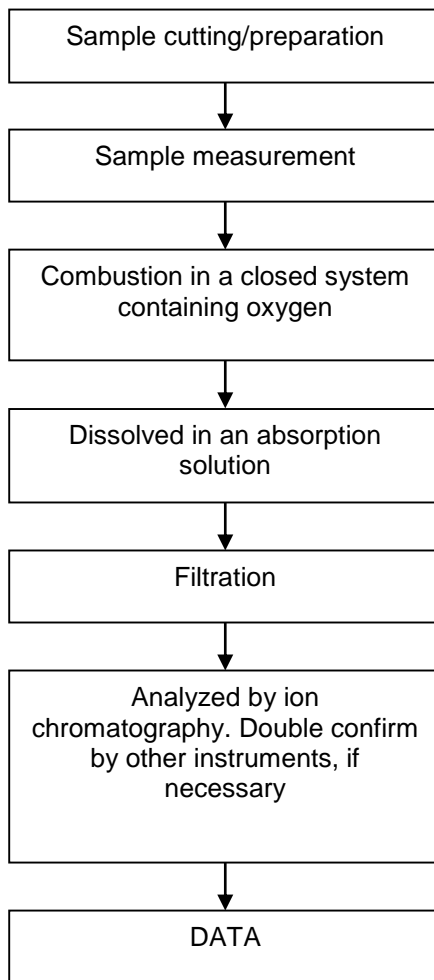 Sample cutting/preparation
Sample measurement
Combustion in a closed system
containing oxygen
Dissolved in an absorption
solution
Filtration
Analyzed by ion
chromatography. Double confirm
by other instruments, if
necessary
DATA